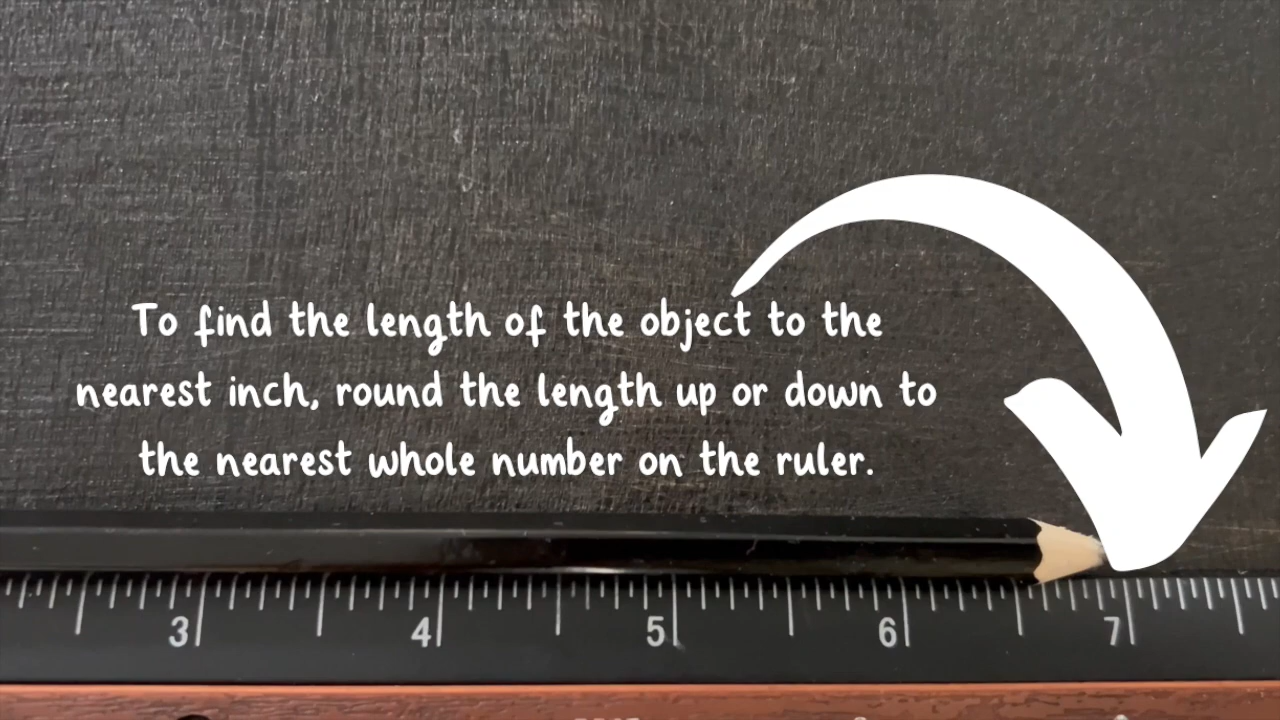 To find the length of the object to the
nearest inch, round the length up or down to
the nearest whole number on the ruler.
3 4 5 6 7